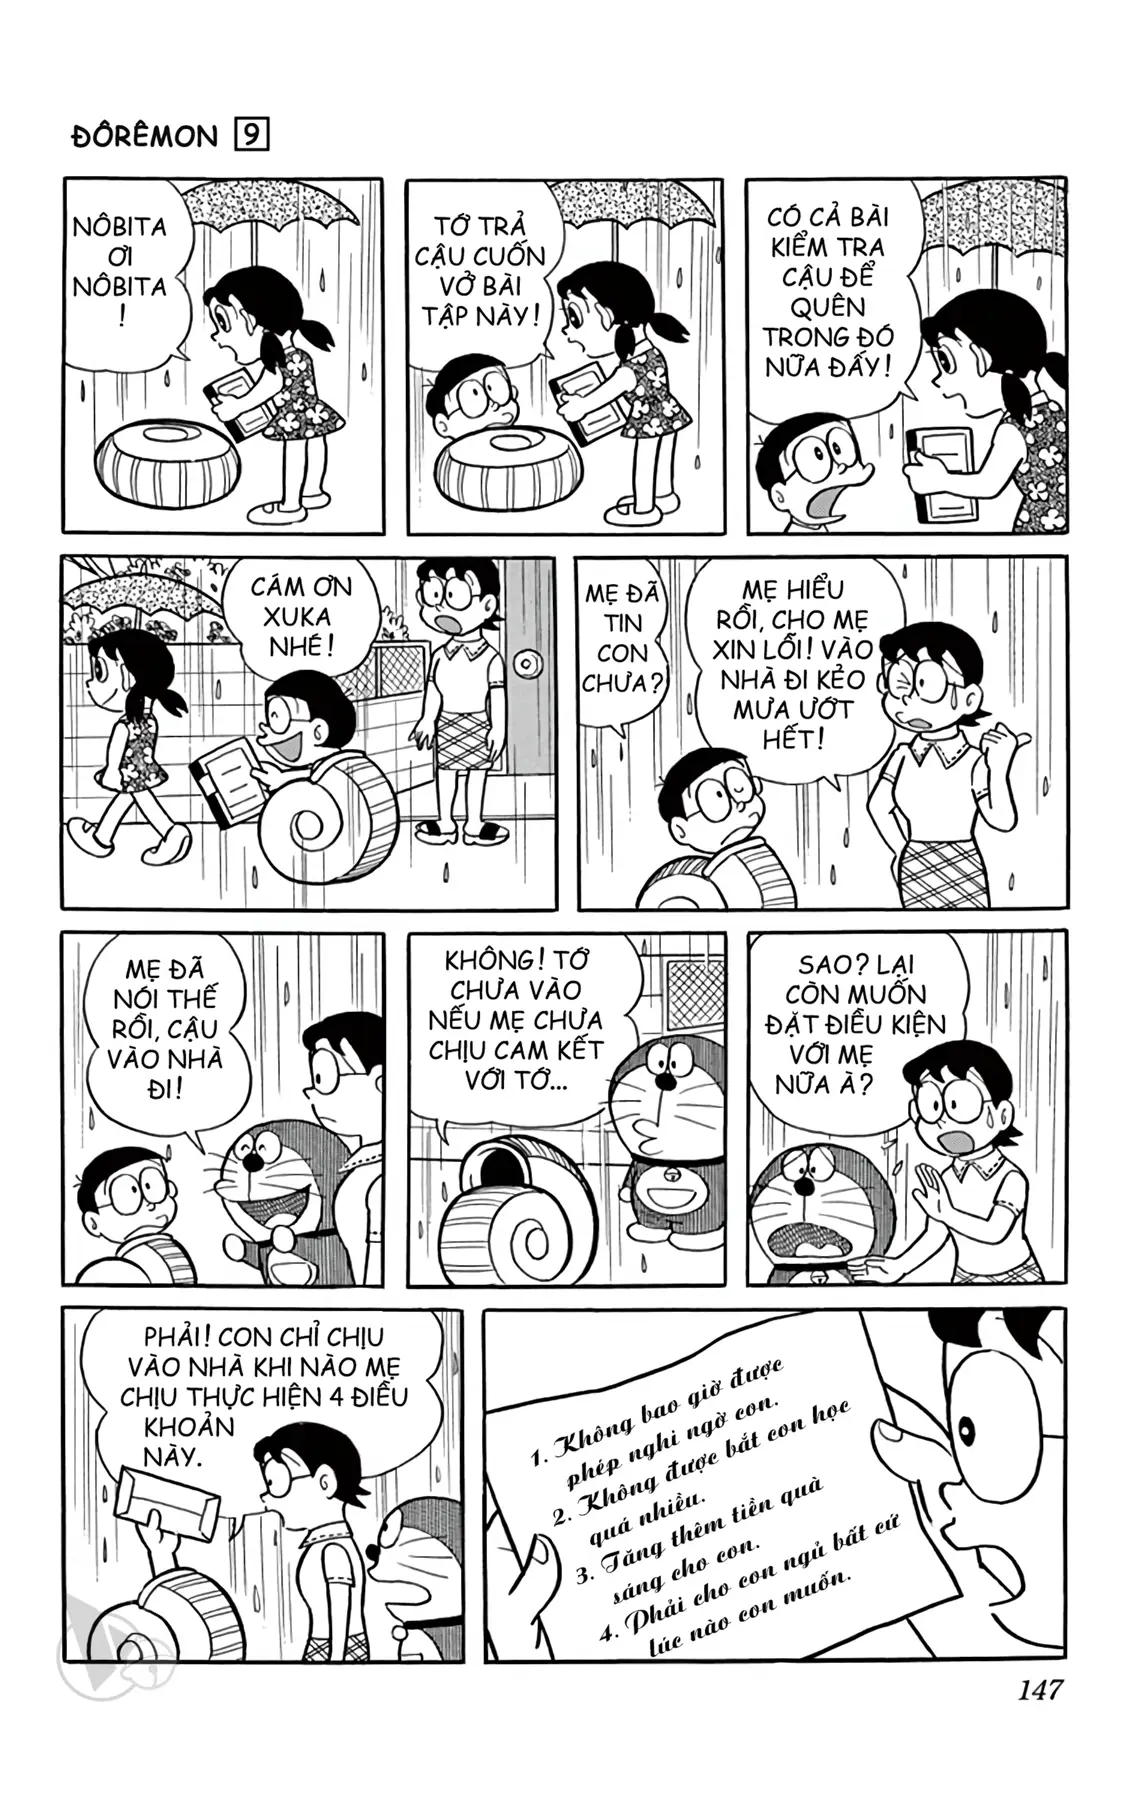 ĐÔRÊMON 9
NÔBITA
ƠI
NÔBITA
!
TỚ TRẢ
CẬU CUỐN
VỞ BÀI
TẬP NÀY!
CÓ CẢ BÀI
KIỂM TRA
CẬU ĐỂ
QUÊN
TRONG ĐÓ
NỮA ĐẤY!
CÁM ƠN
XUKA
NHÉ!
MẸ ĐÃ
TIN
CON
CHƯA?
MẸ HIỂU
RỒI, CHO MẸ
XIN LỖI! VÀO
NHÀ ĐI KẺO
MƯA ƯỚT
HẾT!
MẸ ĐÃ
NÓI THẾ
RỒI, CẬU
VÀO NHÀ
ĐI!
KHÔNG! TỚ
CHƯA VÀO
NẾU MẸ CHƯA
CHỊU CAM KẾT
VỚI TỚ...
SAO? LẠI
CÒN MUỐN
ĐẶT ĐIỀU KIỆN
VỚI MẸ
NỮA À?
PHẢI! CON CHỈ CHỊU
VÀO NHÀ KHI NÀO MẸ
CHỊU THỰC HIỆN 4 ĐIỀU
KHOẢN
NÀY.
1. Không bao giờ được
phép nghi ngờ con.
2. Không được bắt con học
quá nhiều.
3. Tăng thêm tiền quà
sáng cho con.
4. Phải cho con ngủ bất cứ
lúc nào con muốn.
147